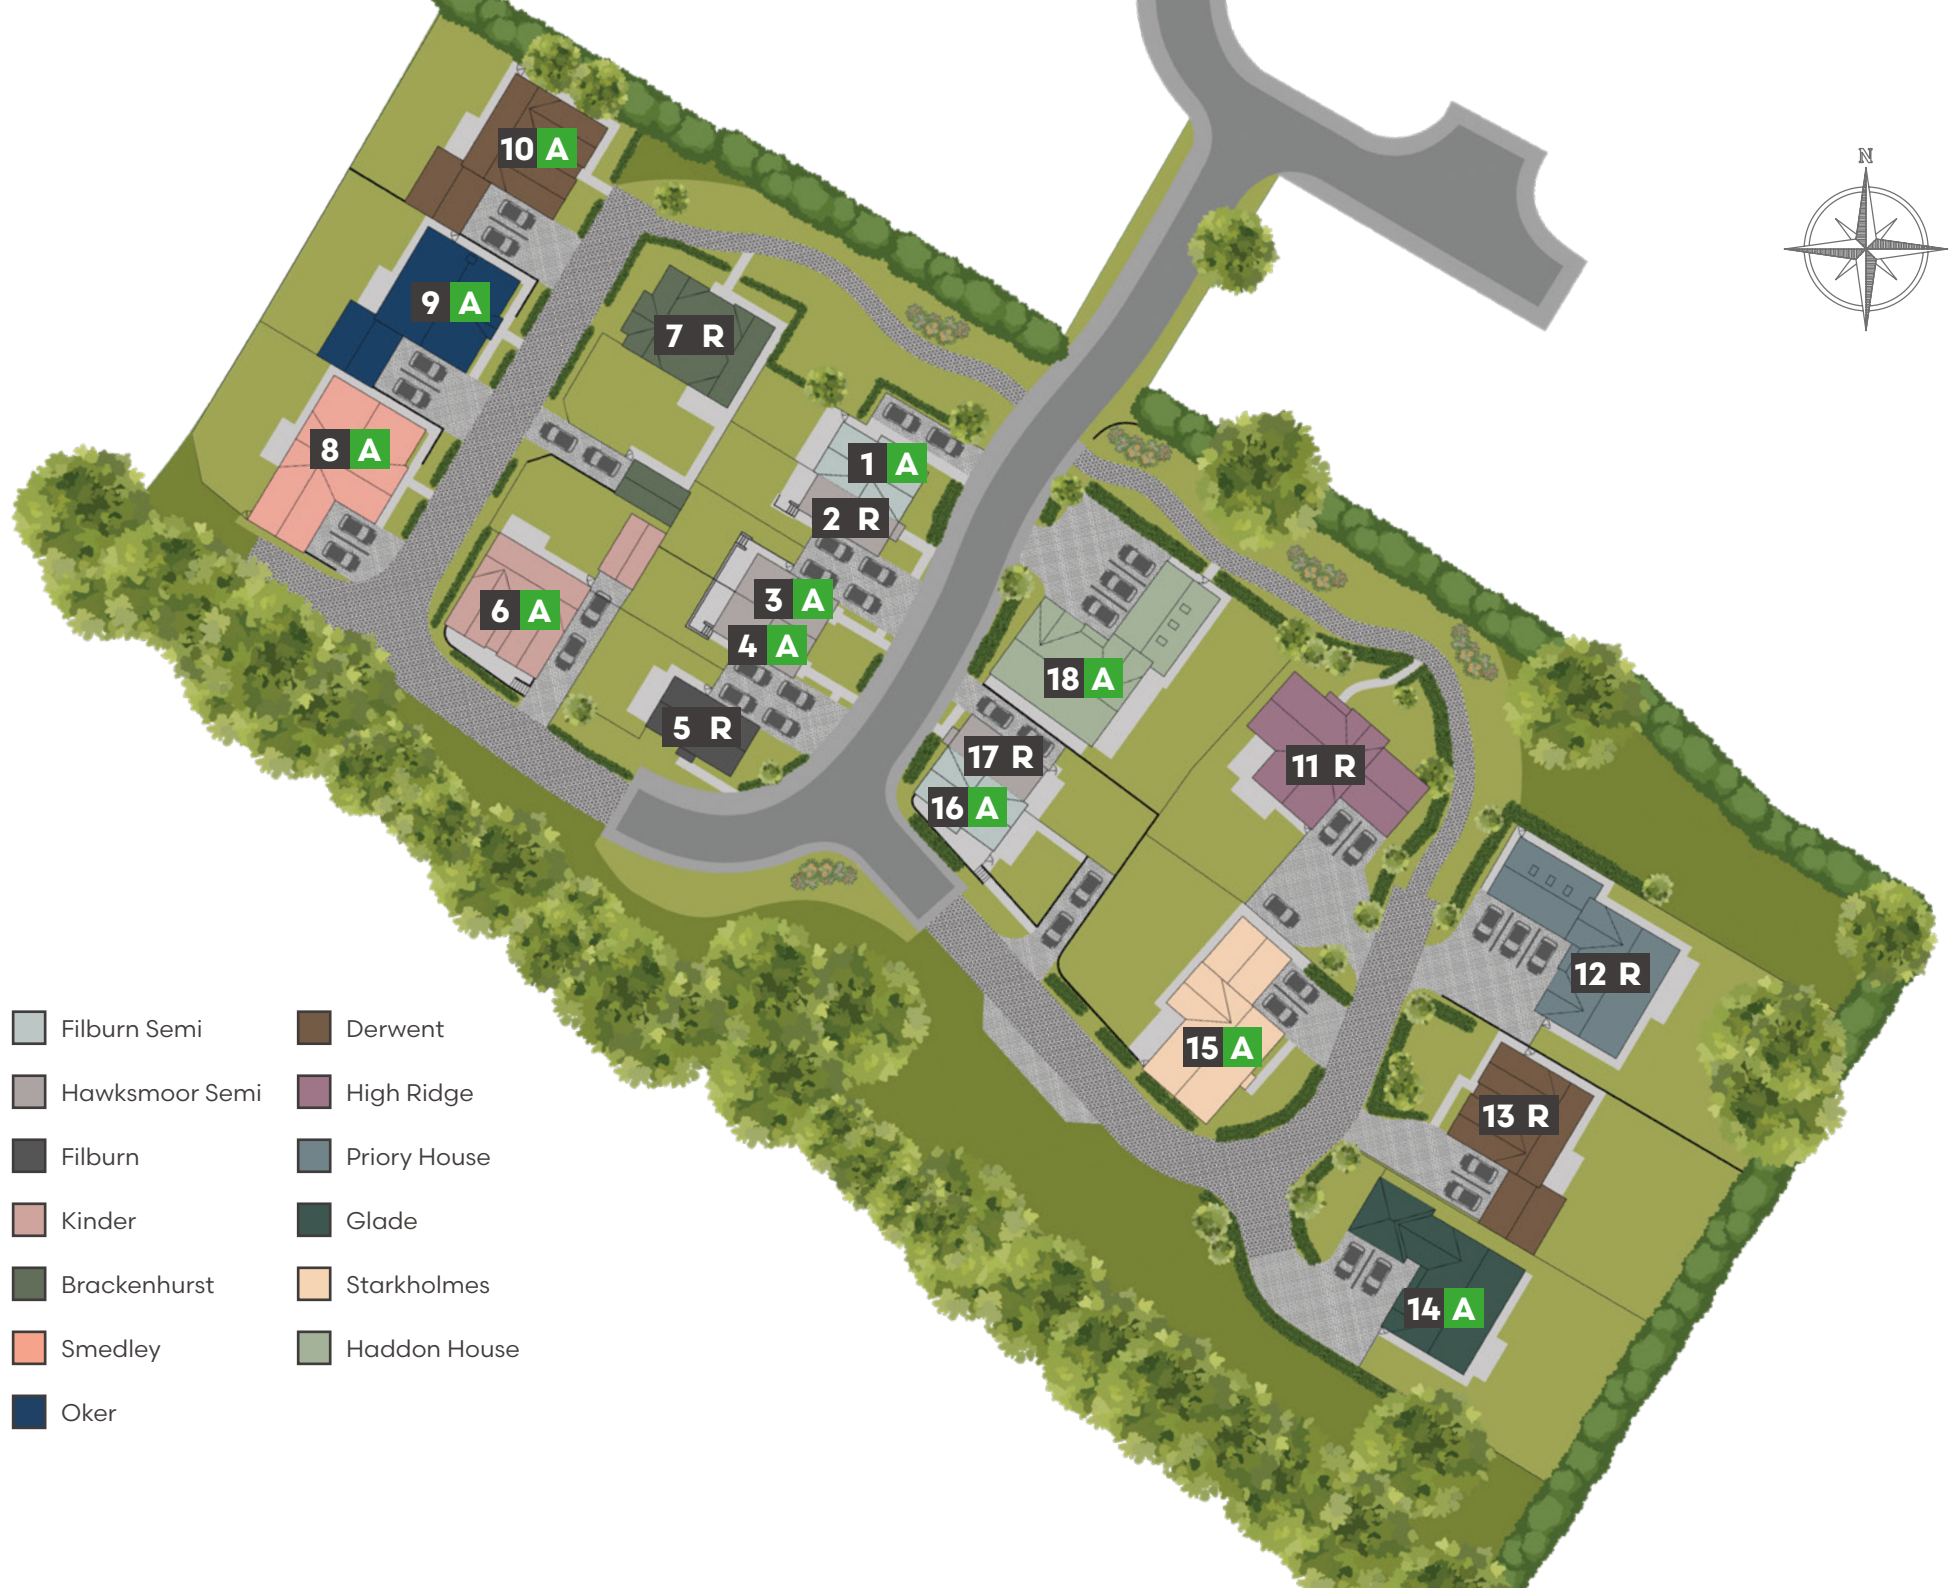 N
10 A
9 A
7 R
8 A
1 A
2 R
3 A
6 A
4 A
18 A
5 R
17 R
11 R
16 A
12 R
15 A
13 R
14 A
Filburn Semi
Hawksmoor Semi
Filburn
Kinder
Brackenhurst
Smedley
Oker
Derwent
High Ridge
Priory House
Glade
Starkholmes
Haddon House